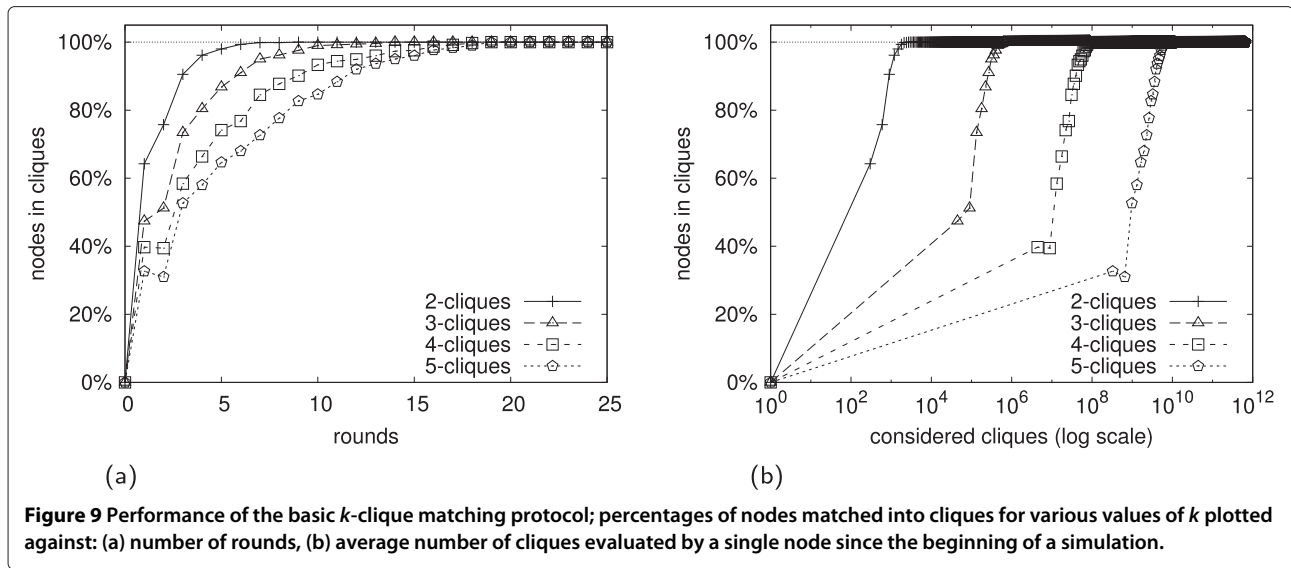 100%
80%
60%
40%
20%
0%
nodes in cliques
2-cliques
3-cliques
4-cliques
5-cliques
0 5 10 15 20 25
rounds
(a)
100%
80%
60%
40%
20%
0%
nodes in cliques
2-cliques
3-cliques
4-cliques
5-cliques
10^0 10^2 10^4 10^6 10^8 10^10 10^12
considered cliques (log scale)
(b)
Figure 9 Performance of the basic k-clique matching protocol; percentages of nodes matched into cliques for various values of k plotted
against: (a) number of rounds, (b) average number of cliques evaluated by a single node since the beginning of a simulation.